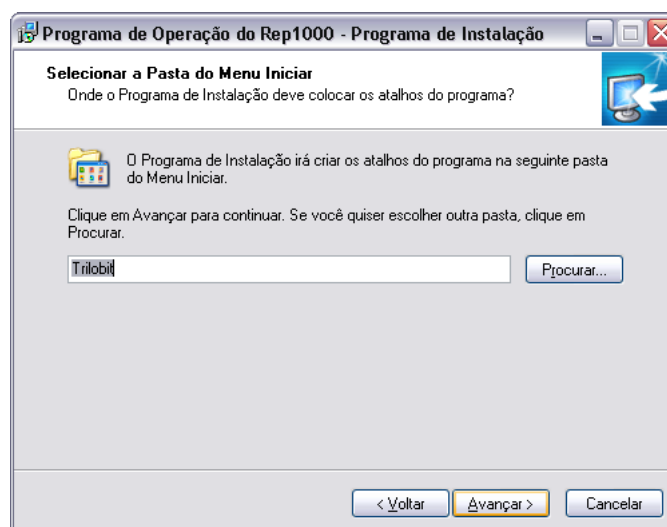 Programa de Operação do Rep1000 - Programa de Instalação
Selecionar a Pasta do Menu Iniciar
Onde o Programa de Instalação deve colocar os atalhos do programa?
O Programa de Instalação irá criar os atalhos do programa na seguinte pasta
do Menu Iniciar.
Clique em Avançar para continuar. Se você quiser escolher outra pasta, clique em
Procurar.
Trilobit
Procurar...
< Voltar
Avançar >
Cancelar